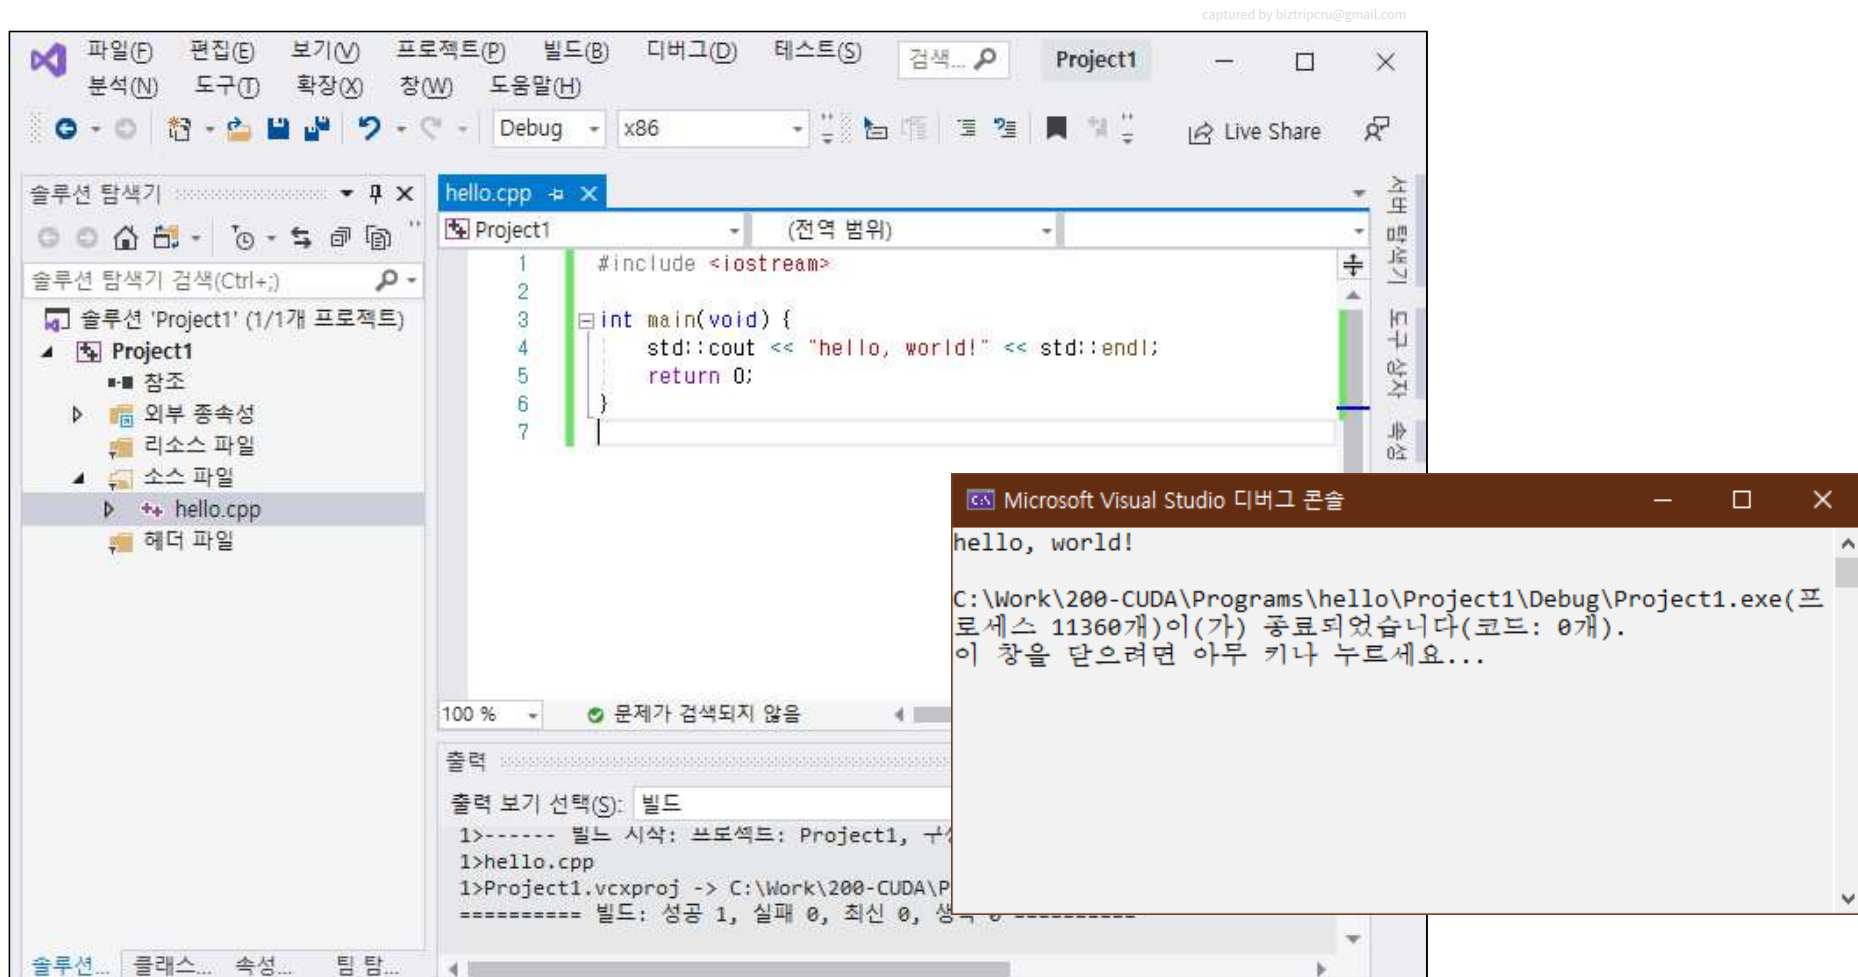 captured by biztripcru@gmail.com
파일(F) 편집(E) 보기(V) 프로젝트(P) 빌드(B) 디버그(D) 테스트(S) 검색... Project1
분석(N) 도구(T) 확장(X) 창(W) 도움말(H)
Debug x86 Live Share
솔루션 탐색기
솔루션 탐색기 검색(Ctrl+;)
솔루션 'Project1' (1/1개 프로젝트)
Project1
참조
외부 종속성
리소스 파일
소스 파일
hello.cpp
헤더 파일
솔루션... 클래스... 속성... 팀 탐...
hello.cpp
Project1 (전역 범위)
1 #include <iostream>
2
3 int main(void) {
4 std::cout << "hello, world!" << std::endl;
5 return 0;
6 }
7
100 % 문제가 검색되지 않음
출력
출력 보기 선택(S): 빌드
1>------ 빌드 시작: 프로젝트: Project1,
1>hello.cpp
1>Project1.vcxproj -> C:\Work\200-CUDA\P
========== 빌드: 성공 1, 실패 0, 최신 0,
서버 탐색기
도구 상자
속성
Microsoft Visual Studio 디버그 콘솔
hello, world!
C:\Work\200-CUDA\Programs\hello\Project1\Debug\Project1.exe(프
로세스 11360개)이(가) 종료되었습니다(코드: 0개).
이 창을 닫으려면 아무 키나 누르세요...